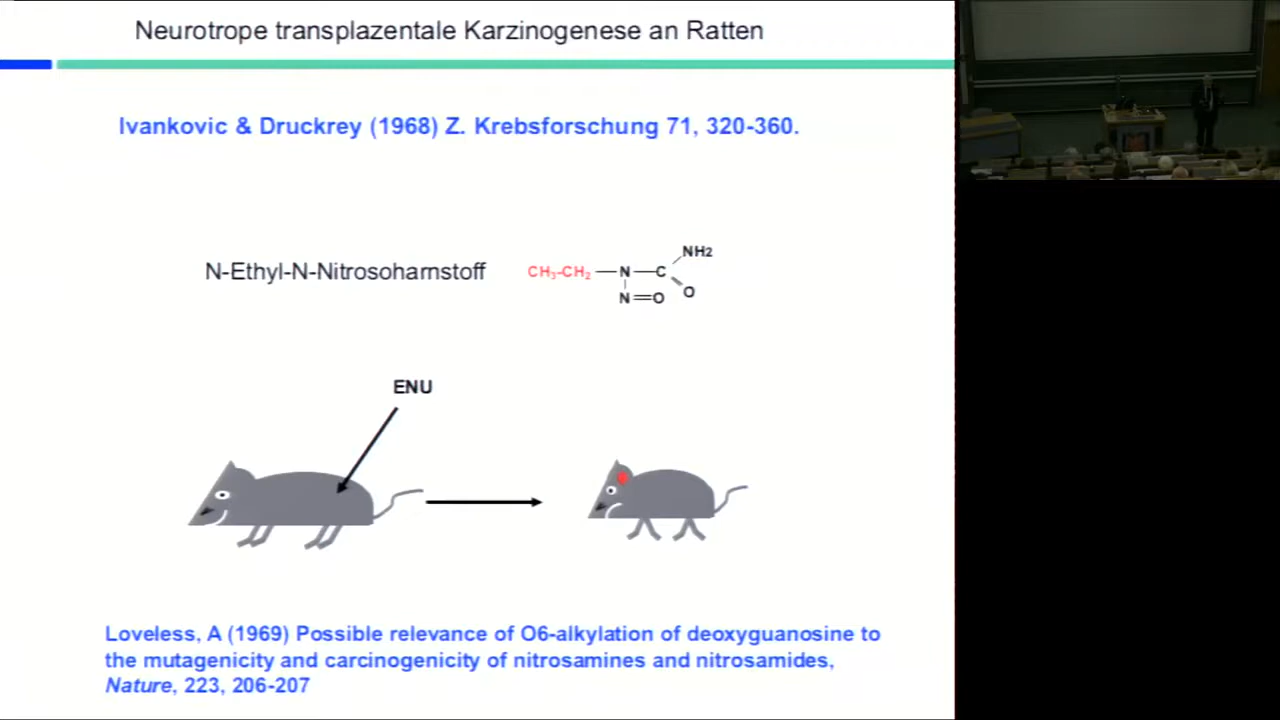 Neurotrope transplazentale Karzinogenese an Ratten
Ivankovic & Druckrey (1968) Z. Krebsforschung 71, 320-360.
N-Ethyl-N-Nitrosoharnstoff
CH3-CH2 N C NH2
N=O O
ENU
Loveless, A (1969) Possible relevance of O6-alkylation of deoxyguanosine to
the mutagenicity and carcinogenicity of nitrosamines and nitrosamides,
Nature, 223, 206-207